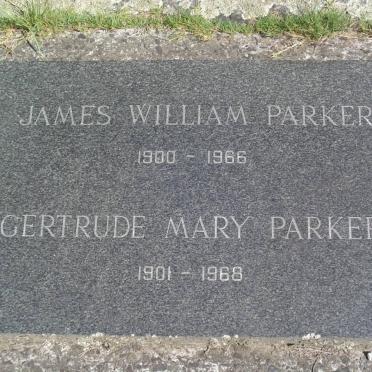 JAMES WILLIAM PARKER
1900 - 1966
GERTRUDE MARY PARKER
1901 - 1968